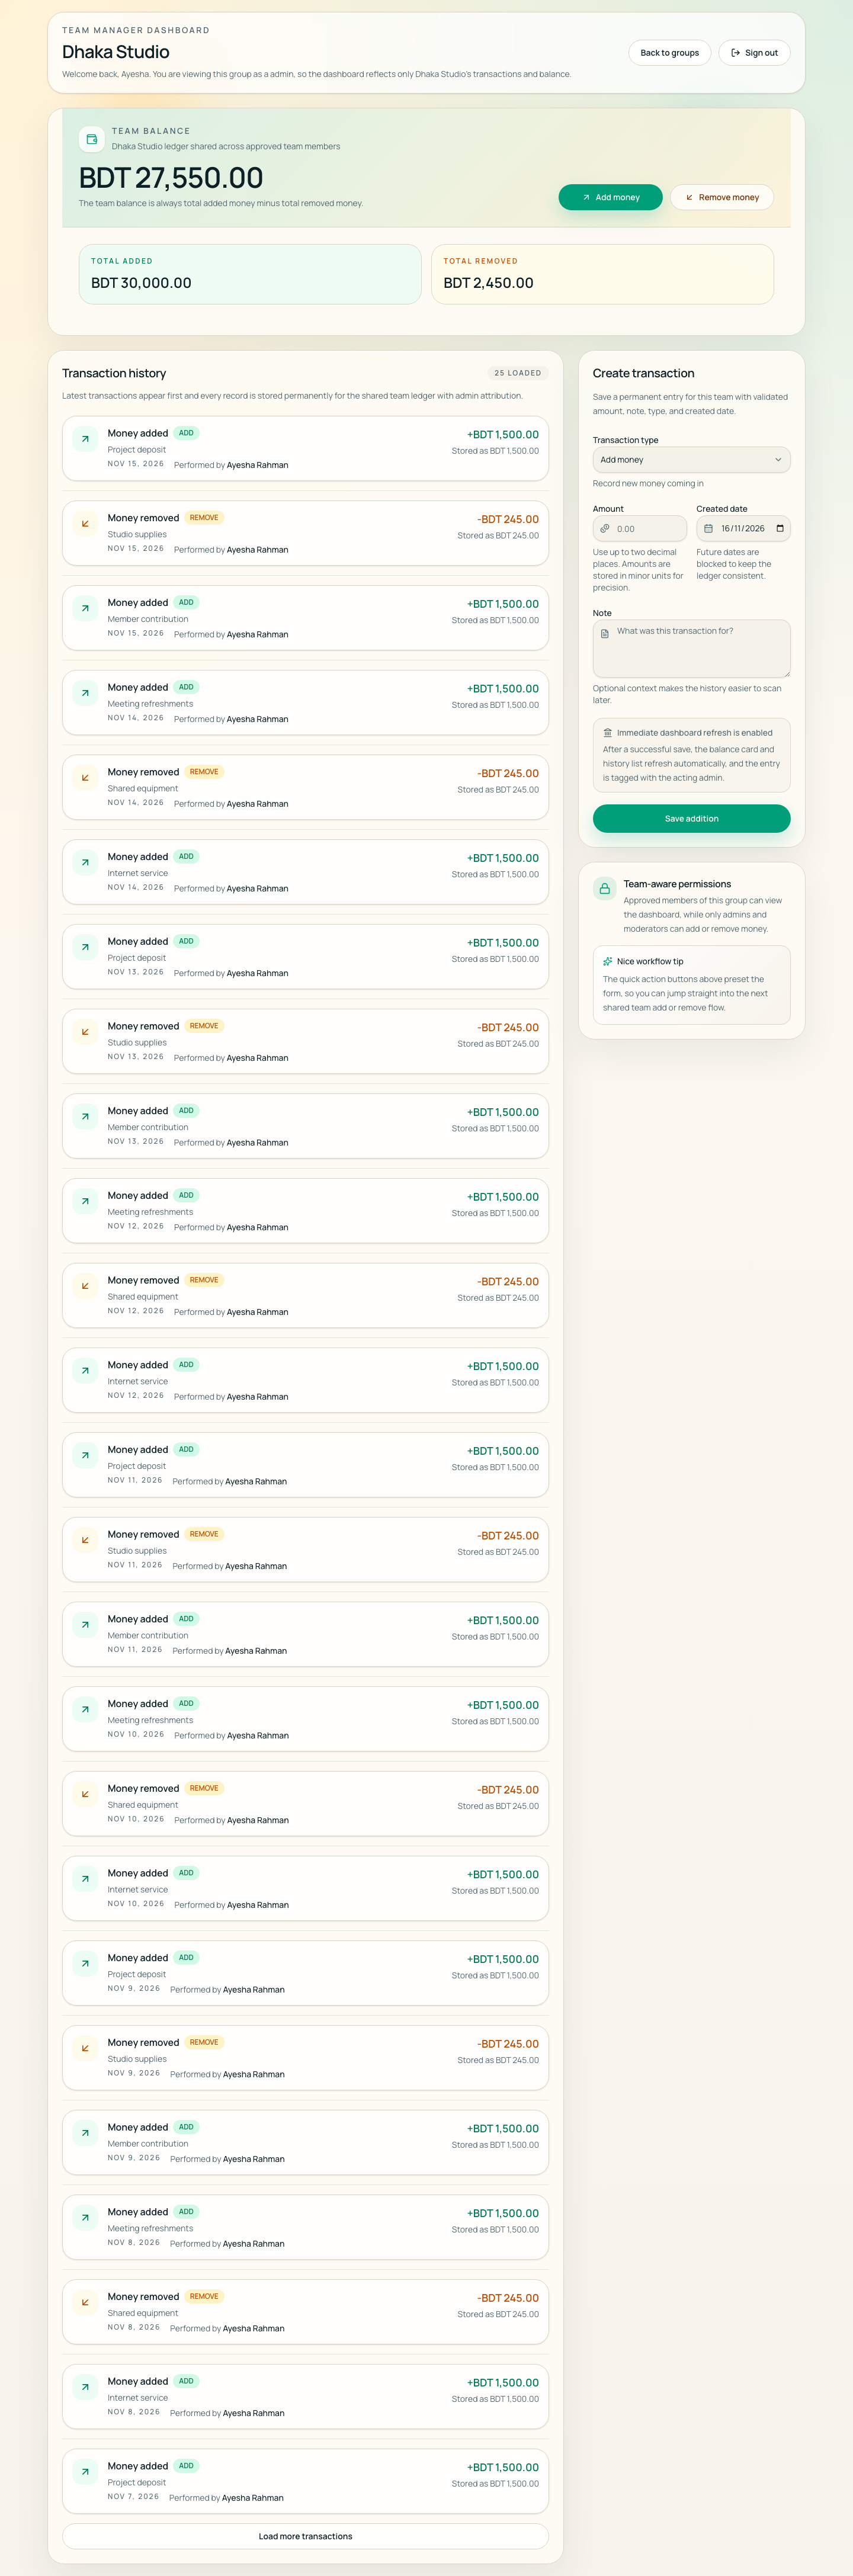 TEAM MANAGER DASHBOARD
Dhaka Studio
Welcome back, Ayesha. You are viewing this group as a admin, so the dashboard reflects only Dhaka Studio's transactions and balance.
Back to groups
Sign out
TEAM BALANCE
Dhaka Studio ledger shared across approved team members
BDT 27,550.00
The team balance is always total added money minus total removed money.
Add money
Remove money
TOTAL ADDED
BDT 30,000.00
TOTAL REMOVED
BDT 2,450.00
Transaction history
25 LOADED
Latest transactions appear first and every record is stored permanently for the shared team ledger with admin attribution.
Money added ADD +BDT 1,500.00
Project deposit Stored as BDT 1,500.00
NOV 15, 2026 Performed by Ayesha Rahman
Money removed REMOVE -BDT 245.00
Studio supplies Stored as BDT 245.00
NOV 15, 2026 Performed by Ayesha Rahman
Money added ADD +BDT 1,500.00
Member contribution Stored as BDT 1,500.00
NOV 15, 2026 Performed by Ayesha Rahman
Money added ADD +BDT 1,500.00
Meeting refreshments Stored as BDT 1,500.00
NOV 14, 2026 Performed by Ayesha Rahman
Money removed REMOVE -BDT 245.00
Shared equipment Stored as BDT 245.00
NOV 14, 2026 Performed by Ayesha Rahman
Money added ADD +BDT 1,500.00
Internet service Stored as BDT 1,500.00
NOV 14, 2026 Performed by Ayesha Rahman
Money added ADD +BDT 1,500.00
Project deposit Stored as BDT 1,500.00
NOV 13, 2026 Performed by Ayesha Rahman
Money removed REMOVE -BDT 245.00
Studio supplies Stored as BDT 245.00
NOV 13, 2026 Performed by Ayesha Rahman
Money added ADD +BDT 1,500.00
Member contribution Stored as BDT 1,500.00
NOV 13, 2026 Performed by Ayesha Rahman
Money added ADD +BDT 1,500.00
Meeting refreshments Stored as BDT 1,500.00
NOV 12, 2026 Performed by Ayesha Rahman
Money removed REMOVE -BDT 245.00
Shared equipment Stored as BDT 245.00
NOV 12, 2026 Performed by Ayesha Rahman
Money added ADD +BDT 1,500.00
Internet service Stored as BDT 1,500.00
NOV 12, 2026 Performed by Ayesha Rahman
Money added ADD +BDT 1,500.00
Project deposit Stored as BDT 1,500.00
NOV 11, 2026 Performed by Ayesha Rahman
Money removed REMOVE -BDT 245.00
Studio supplies Stored as BDT 245.00
NOV 11, 2026 Performed by Ayesha Rahman
Money added ADD +BDT 1,500.00
Member contribution Stored as BDT 1,500.00
NOV 11, 2026 Performed by Ayesha Rahman
Money added ADD +BDT 1,500.00
Meeting refreshments Stored as BDT 1,500.00
NOV 10, 2026 Performed by Ayesha Rahman
Money removed REMOVE -BDT 245.00
Shared equipment Stored as BDT 245.00
NOV 10, 2026 Performed by Ayesha Rahman
Money added ADD +BDT 1,500.00
Internet service Stored as BDT 1,500.00
NOV 10, 2026 Performed by Ayesha Rahman
Money added ADD +BDT 1,500.00
Project deposit Stored as BDT 1,500.00
NOV 9, 2026 Performed by Ayesha Rahman
Money removed REMOVE -BDT 245.00
Studio supplies Stored as BDT 245.00
NOV 9, 2026 Performed by Ayesha Rahman
Money added ADD +BDT 1,500.00
Member contribution Stored as BDT 1,500.00
NOV 9, 2026 Performed by Ayesha Rahman
Money added ADD +BDT 1,500.00
Meeting refreshments Stored as BDT 1,500.00
NOV 8, 2026 Performed by Ayesha Rahman
Money removed REMOVE -BDT 245.00
Shared equipment Stored as BDT 245.00
NOV 8, 2026 Performed by Ayesha Rahman
Money added ADD +BDT 1,500.00
Internet service Stored as BDT 1,500.00
NOV 8, 2026 Performed by Ayesha Rahman
Money added ADD +BDT 1,500.00
Project deposit Stored as BDT 1,500.00
NOV 7, 2026 Performed by Ayesha Rahman
Load more transactions
Create transaction
Save a permanent entry for this team with validated
amount, note, type, and created date.
Transaction type
Add money
Record new money coming in
Amount
0.00
Use up to two decimal
places. Amounts are
stored in minor units for
precision.
Created date
16/11/2026
Future dates are
blocked to keep the
ledger consistent.
Note
What was this transaction for?
Optional context makes the history easier to scan
later.
Immediate dashboard refresh is enabled
After a successful save, the balance card and
history list refresh automatically, and the entry
is tagged with the acting admin.
Save addition
Team-aware permissions
Approved members of this group can view
the dashboard, while only admins and
moderators can add or remove money.
Nice workflow tip
The quick action buttons above preset the
form, so you can jump straight into the next
shared team add or remove flow.